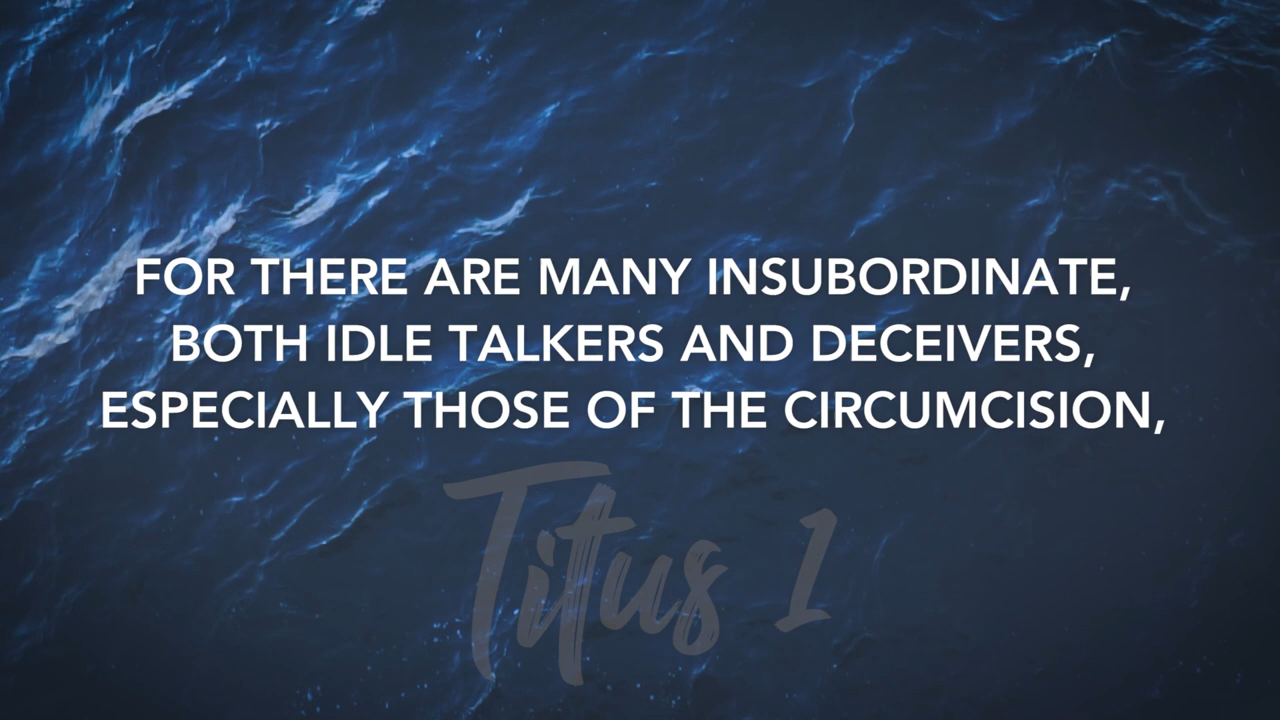 FOR THERE ARE MANY INSUBORDINATE,
BOTH IDLE TALKERS AND DECEIVERS,
ESPECIALLY THOSE OF THE CIRCUMCISION,
Titus 1